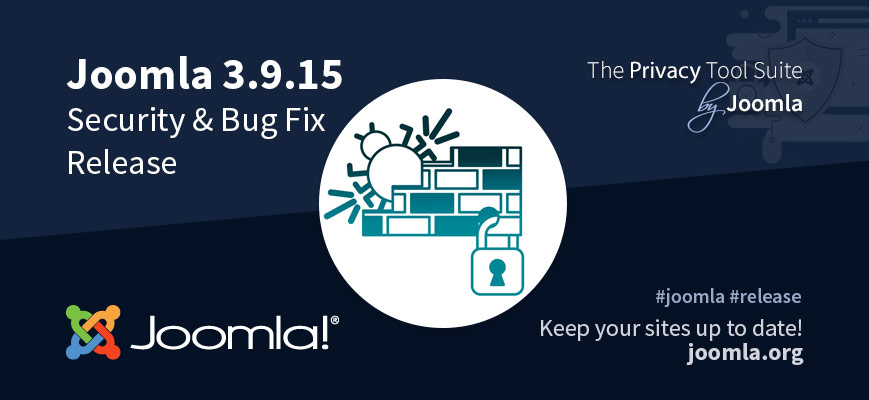 Joomla 3.9.15
Security & Bug Fix
Release
The Privacy Tool Suite
by Joomla
Joomla!®
#joomla #release
Keep your sites up to date!
joomla.org